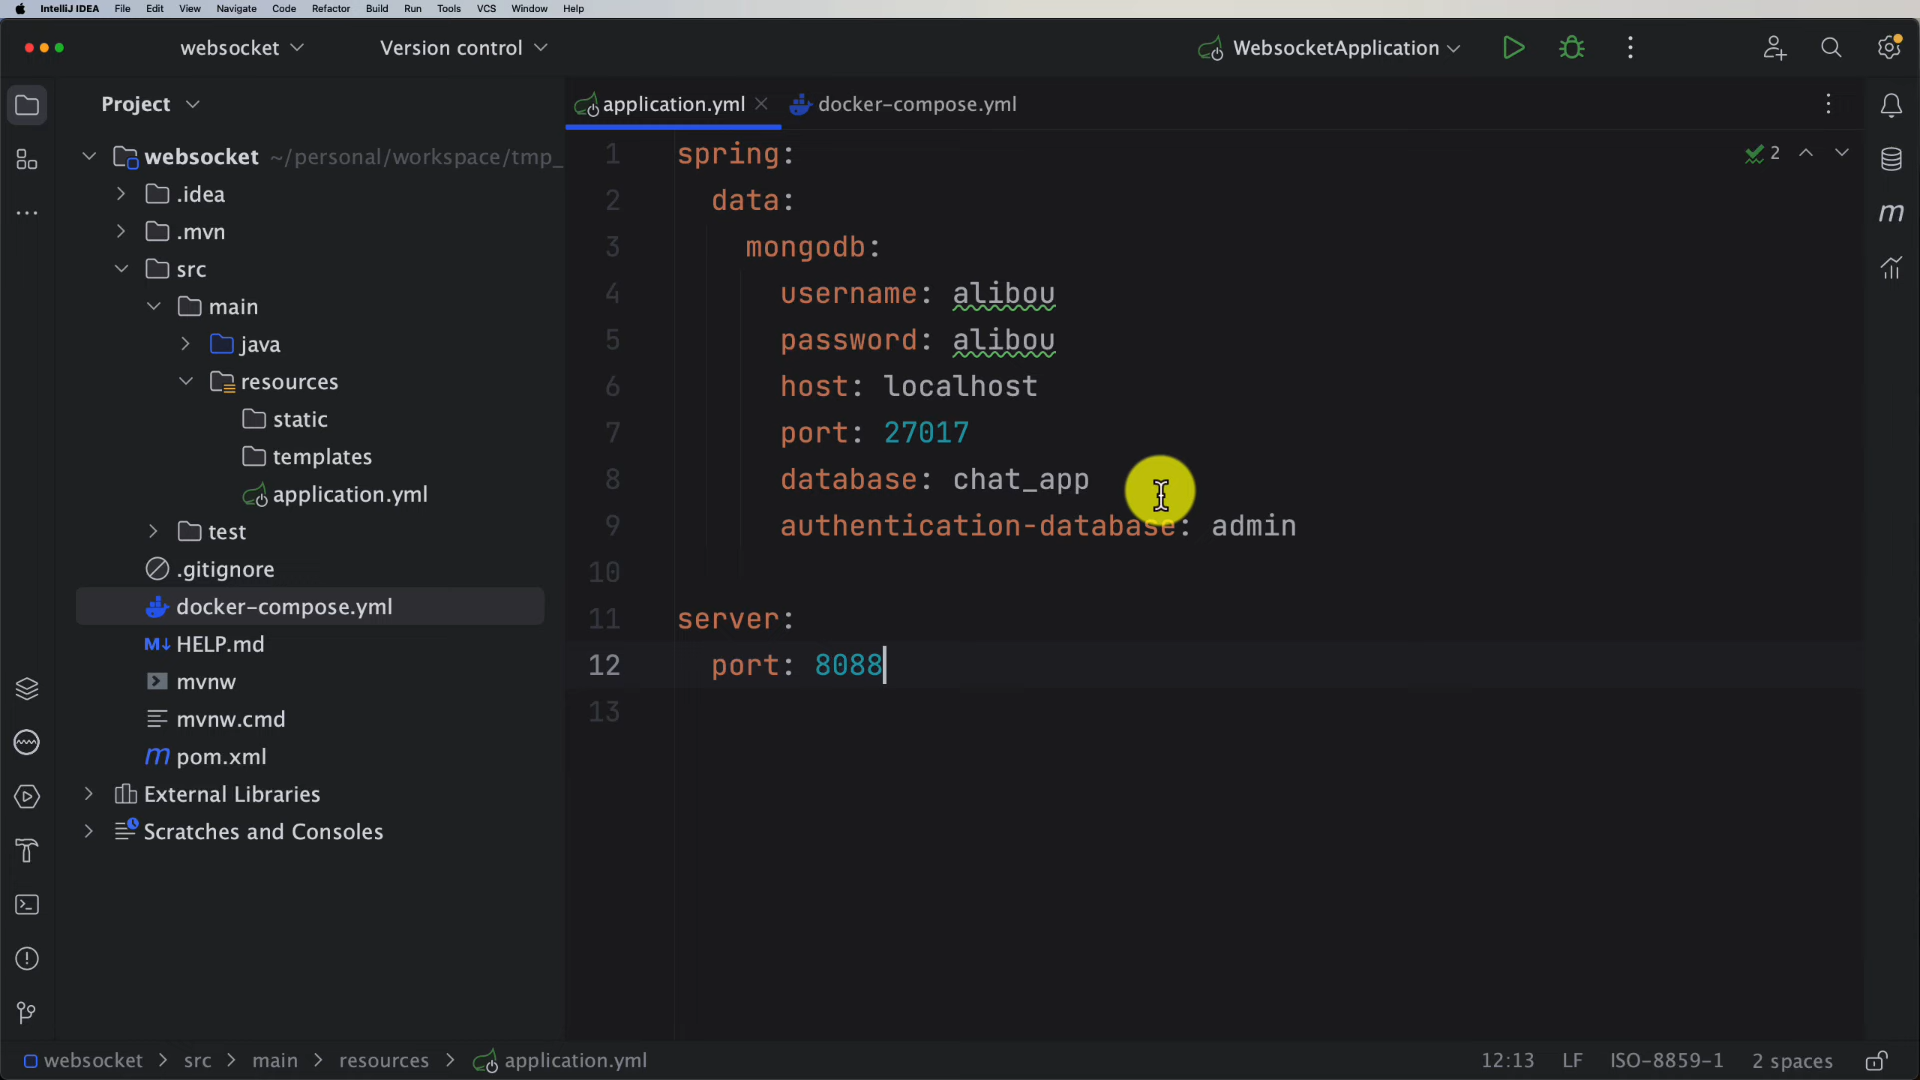 IntelliJ IDEA File Edit View Navigate Code Refactor Build Run Tools VCS Window Help
websocket Version control WebsocketApplication
Project
application.yml docker-compose.yml
websocket ~/personal/workspace/tmp_
.idea
.mvn
src
main
java
resources
static
templates
application.yml
test
.gitignore
docker-compose.yml
HELP.md
mvnw
mvnw.cmd
pom.xml
External Libraries
Scratches and Consoles
2
1 spring:
2 data:
3 mongodb:
4 username: alibou
5 password: alibou
6 host: localhost
7 port: 27017
8 database: chat_app
9 authentication-database: admin
10
11 server:
12 port: 8088
13
websocket > src > main > resources > application.yml
12:13 LF ISO-8859-1 2 spaces